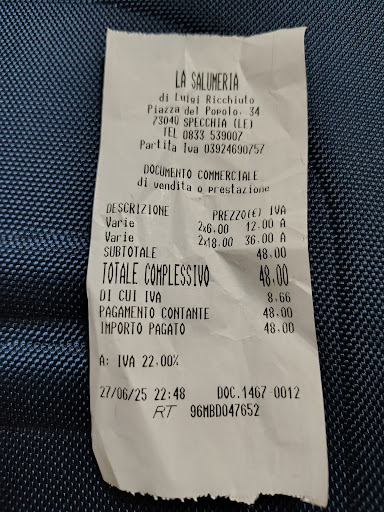 LA SALUMERIA
di Luigi Ricchiuto
Piazza del Popolo, 34
73040 SPECCHIA (LE)
TEL 0833 539007
Partita Iva 03924690757
DOCUMENTO COMMERCIALE
di vendita o prestazione
DESCRIZIONE PREZZO(€) IVA
Varie 2x6,00 12,00 A
Varie 2x18,00 36,00 A
SUBTOTALE 48,00
TOTALE COMPLESSIVO 48,00
DI CUI IVA 8,66
PAGAMENTO CONTANTE 48,00
IMPORTO PAGATO 48,00
A: IVA 22,00%
27/06/25 22:48 DOC.1467-0012
RT 96MBD047652